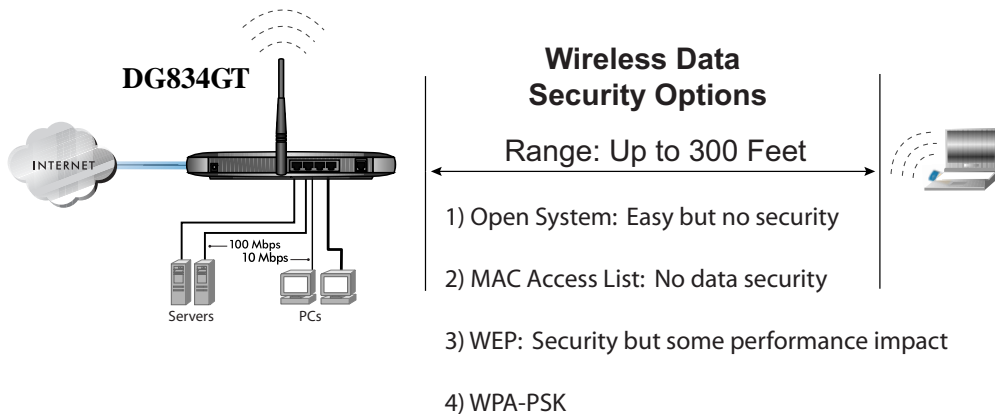 DG834GT
INTERNET
100 Mbps
10 Mbps
Servers
PCs
Wireless Data
Security Options
Range: Up to 300 Feet
1) Open System: Easy but no security
2) MAC Access List: No data security
3) WEP: Security but some performance impact
4) WPA-PSK